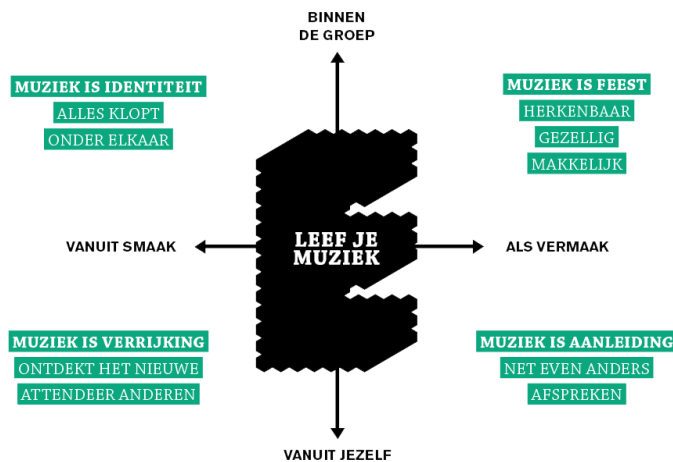 BINNEN
DE GROEP
MUZIEK IS IDENTITEIT
ALLES KLOPT
ONDER ELKAAR
MUZIEK IS FEEST
HERKENBAAR
GEZELLIG
MAKKELIJK
VANUIT SMAAK
LEEF JE
MUZIEK
ALS VERMAAK
MUZIEK IS VERRIJKING
ONTDEKT HET NIEUWE
ATTENDEER ANDEREN
MUZIEK IS AANLEIDING
NET EVEN ANDERS
AFSPREKEN
VANUIT JEZELF